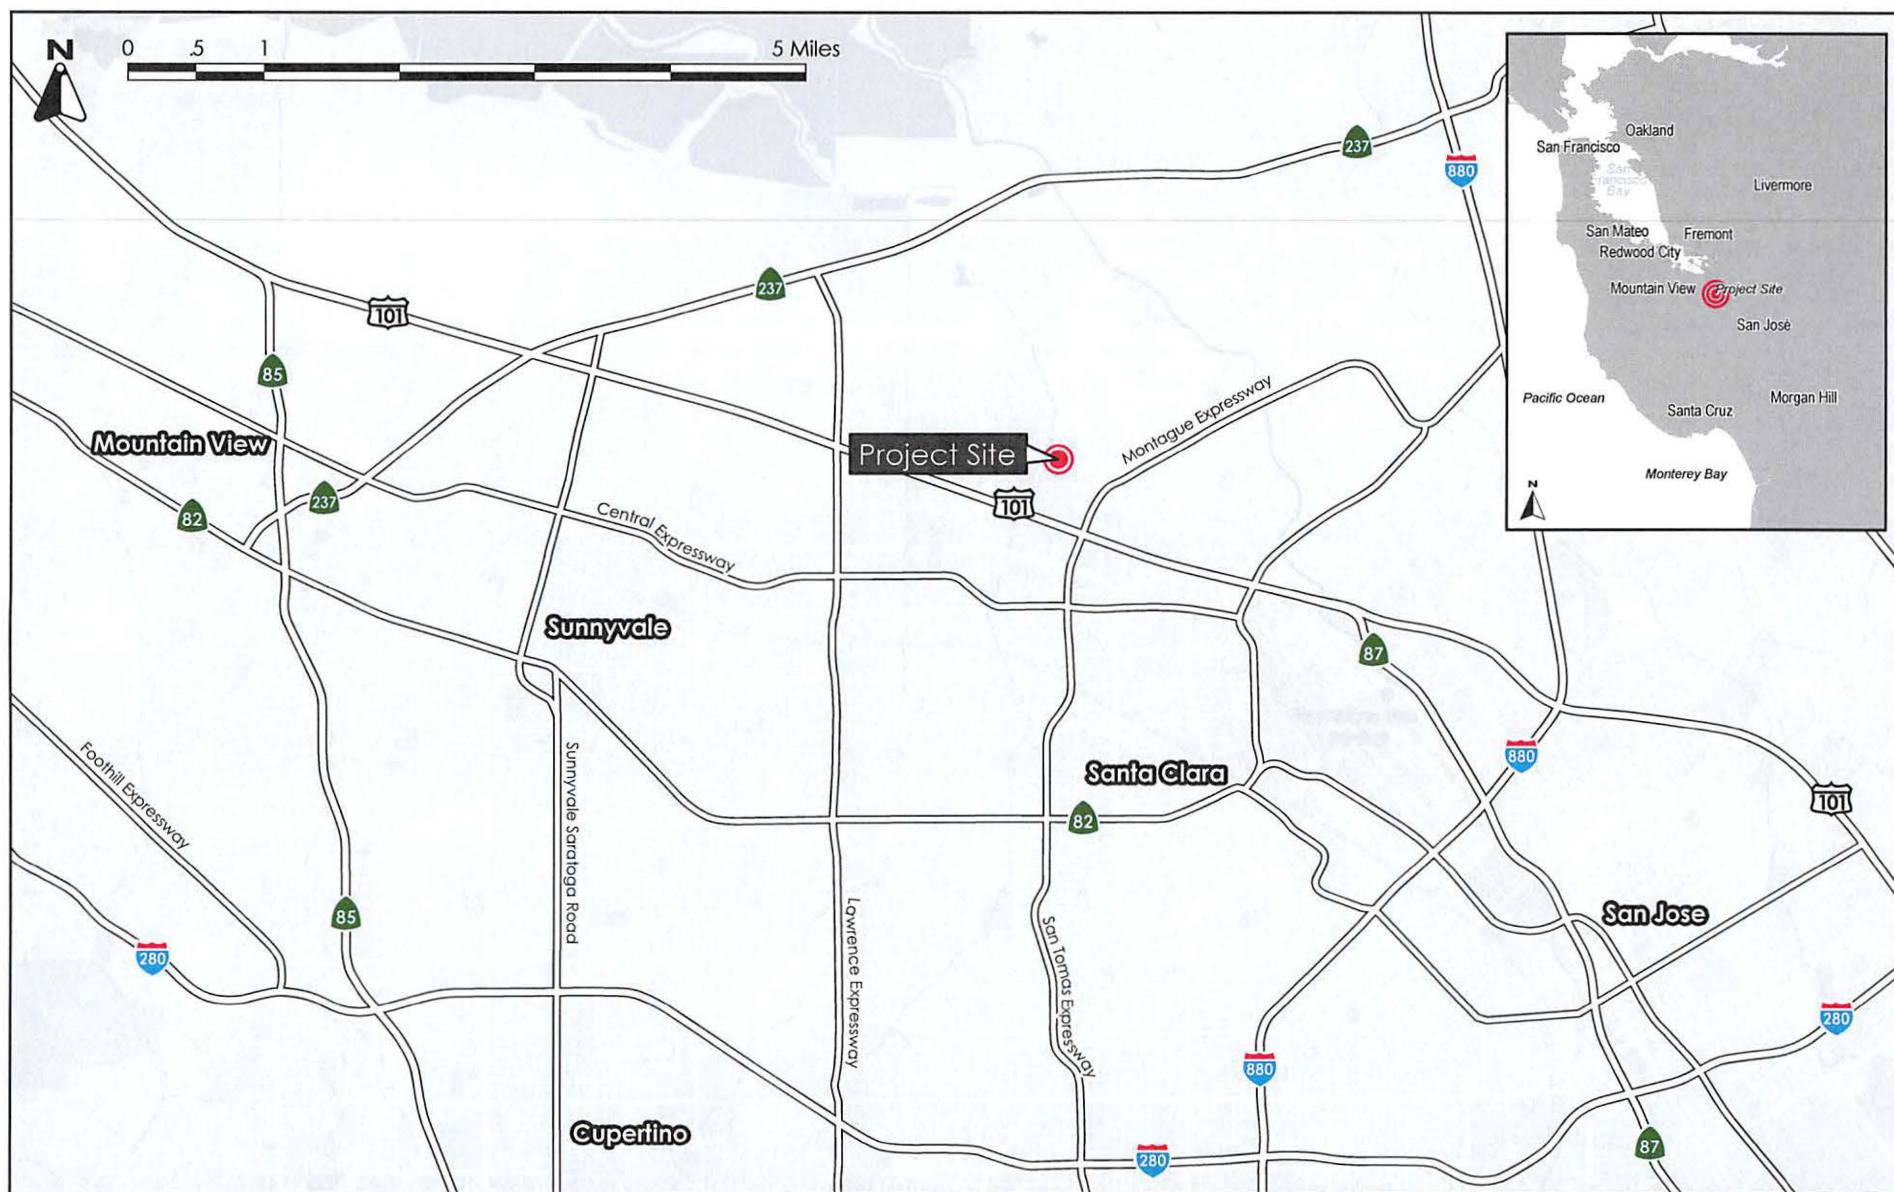 N
0 .5 1 5 Miles
237
880
101
237
85
Mountain View
237
82
Project Site
101
Montague Expressway
Central Expressway
Sunnyvale
87
880
Foothill Expressway
Sunnyvale Saratoga Road
Santa Clara
82
101
85
280
Lawrence Expressway
San Tomas Expressway
San Jose
280
880
Cupertino
280
87
Oakland
San Francisco
San
Francisco
Bay
Livermore
San Mateo
Fremont
Redwood City
Mountain View
Project Site
San José
Pacific Ocean
Santa Cruz
Morgan Hill
Monterey Bay
N